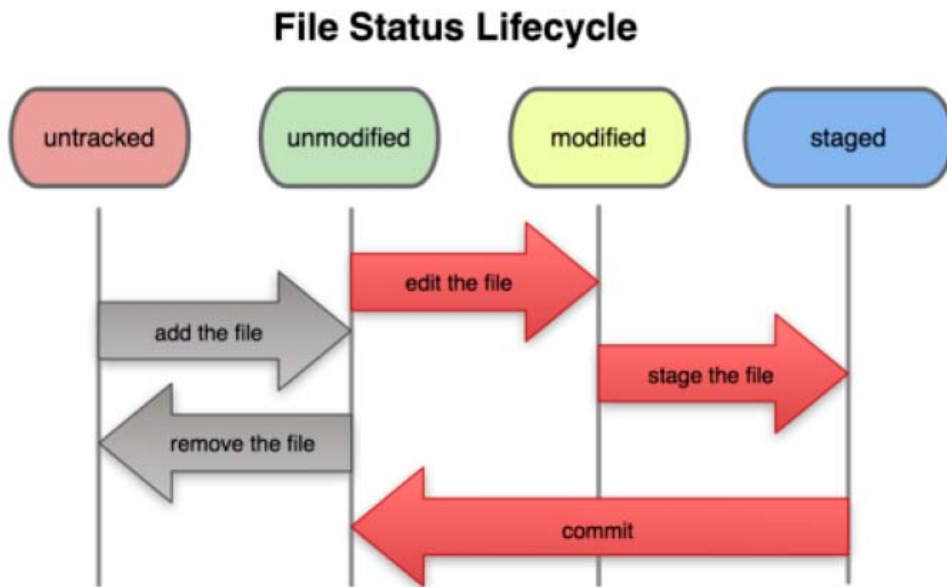 File Status Lifecycle
untracked
unmodified
modified
staged
edit the file
add the file
stage the file
remove the file
commit